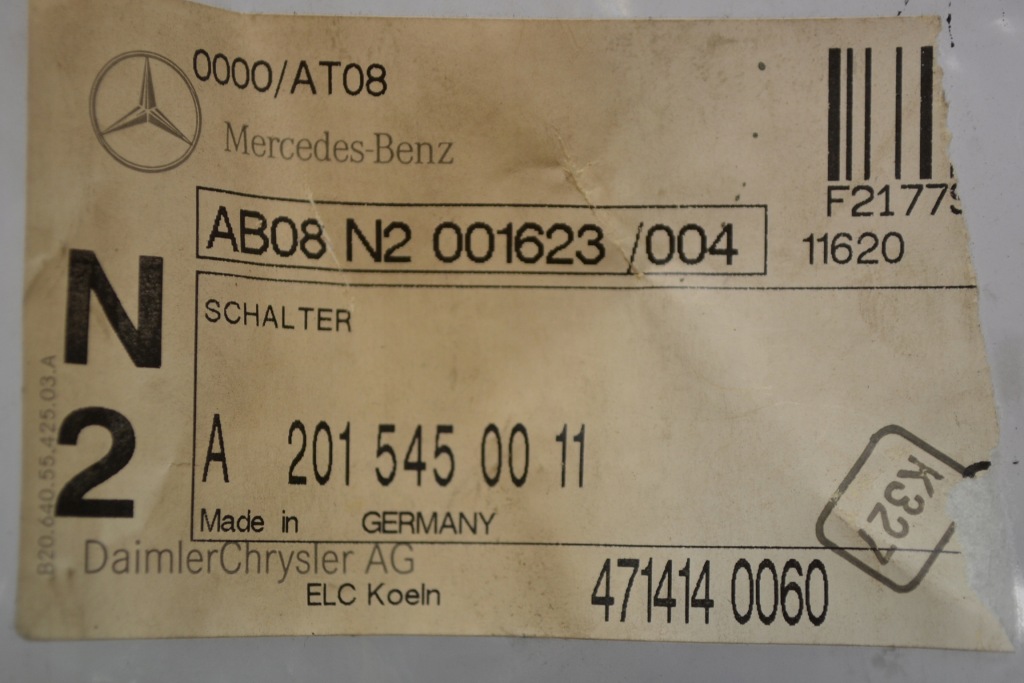 0000/AT08
Mercedes-Benz
F2177
AB08 N2 001623 /004
11620
N
2
SCHALTER
A 201 545 00 11
Made in GERMANY
K327
B20.640.55.425.03.A
DaimlerChrysler AG
ELC Koeln
471414 0060